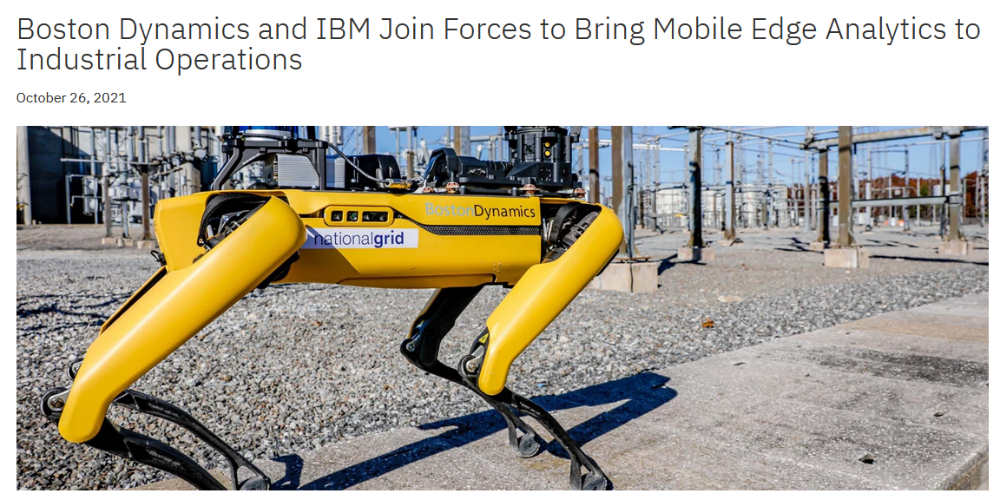 Boston Dynamics and IBM Join Forces to Bring Mobile Edge Analytics to
Industrial Operations
October 26, 2021
BostonDynamics
nationalgrid